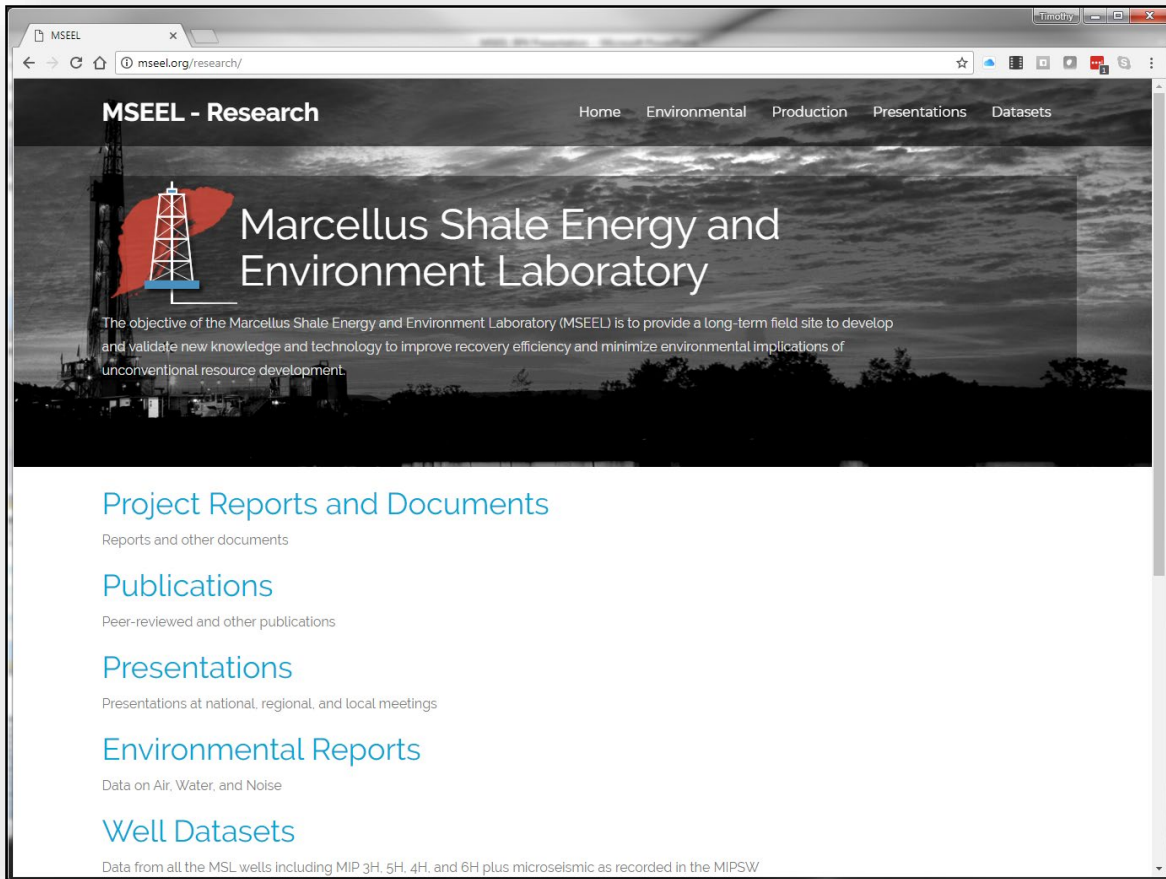 Timothy
MSEEL
mseel.org/research/
1
MSEEL - Research
Home Environmental Production Presentations Datasets
Marcellus Shale Energy and
Environment Laboratory
The objective of the Marcellus Shale Energy and Environment Laboratory (MSEEL) is to provide a long-term field site to develop
and validate new knowledge and technology to improve recovery efficiency and minimize environmental implications of
unconventional resource development.
Project Reports and Documents
Reports and other documents
Publications
Peer-reviewed and other publications
Presentations
Presentations at national, regional, and local meetings
Environmental Reports
Data on Air, Water, and Noise
Well Datasets
Data from all the MSL wells including MIP 3H, 5H, 4H, and 6H plus microseismic as recorded in the MIPSW